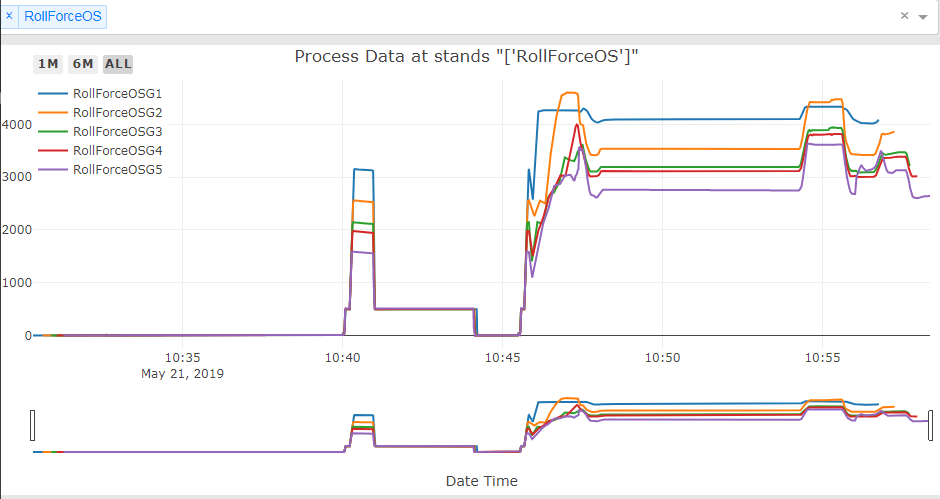 × RollForceOS × 
Process Data at stands "['RollForceOS']"
1M 6M ALL
RollForceOSG1
RollForceOSG2
RollForceOSG3
RollForceOSG4
RollForceOSG5
4000
3000
2000
1000
0
10:35 10:40 10:45 10:50 10:55
May 21, 2019
Date Time